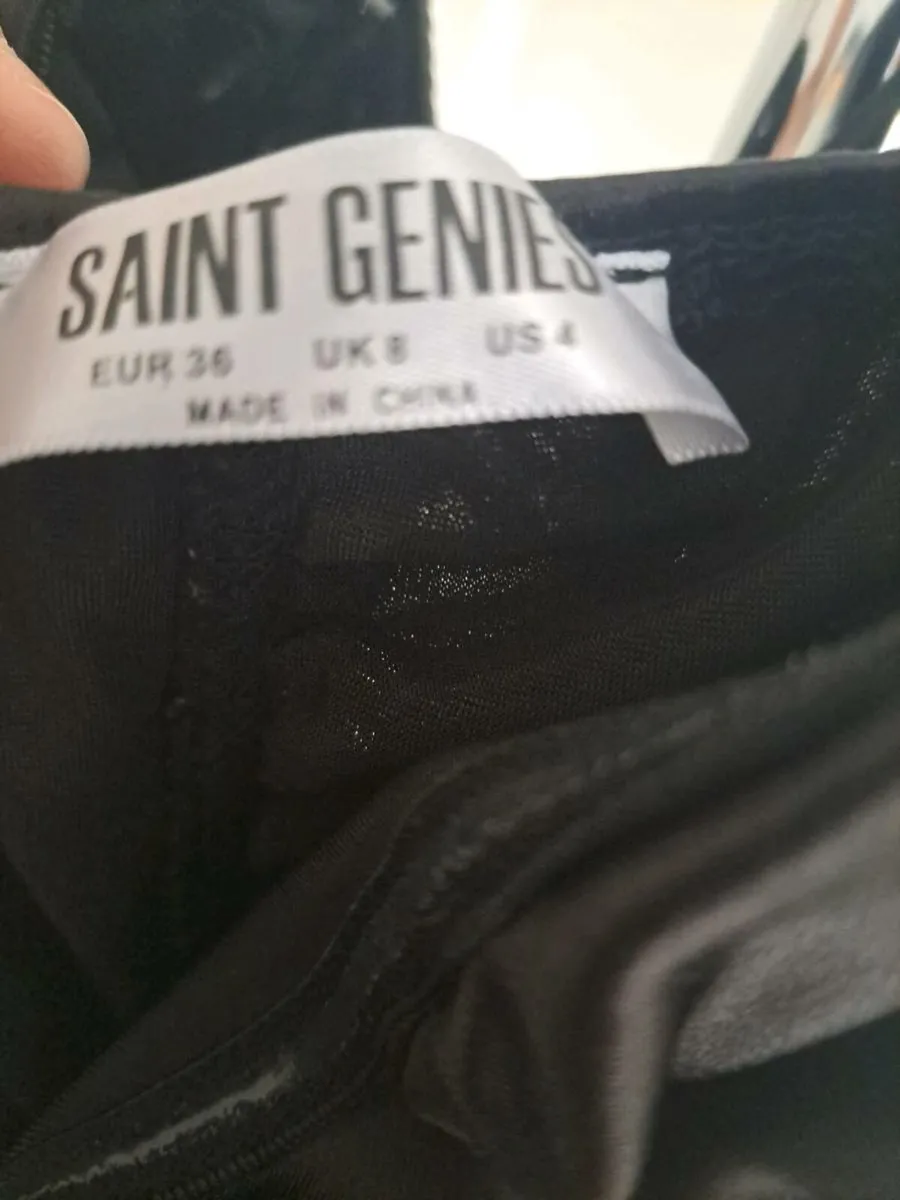 SAINT GENIES
EUR 36 UK 8 US 4
MADE IN CHINA